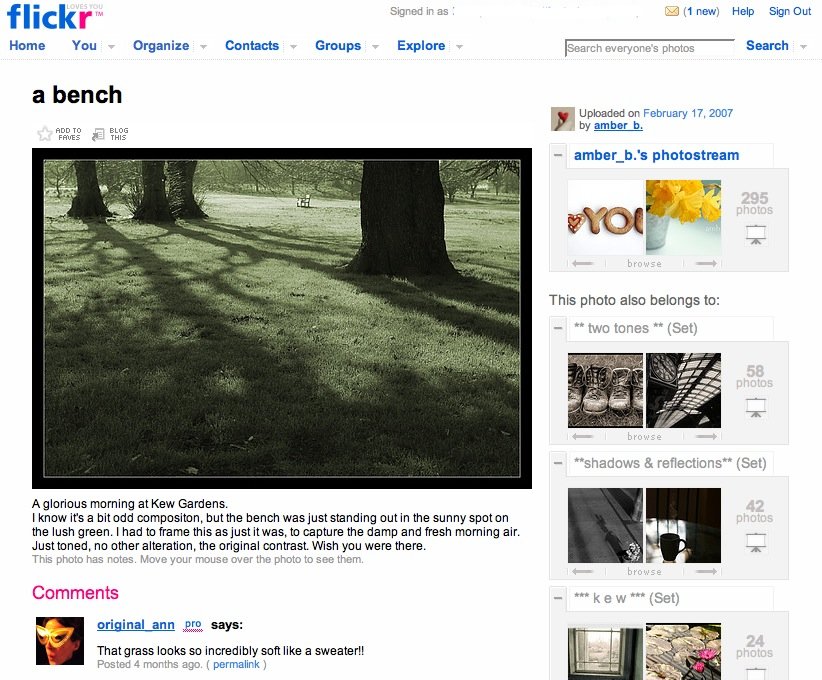 flickr LOVES YOU TM
Signed in as
(1 new) Help Sign Out
Home You Organize Contacts Groups Explore
Search everyone's photos Search
a bench
ADD TO FAVES
BLOG THIS
Uploaded on February 17, 2007
by amber_b.
amber_b.'s photostream
YOU
295
photos
browse
This photo also belongs to:
** two tones ** (Set)
58
photos
browse
**shadows & reflections** (Set)
42
photos
browse
*** k e w *** (Set)
24
photos
A glorious morning at Kew Gardens.
I know it's a bit odd compositon, but the bench was just standing out in the sunny spot on
the lush green. I had to frame this as just it was, to capture the damp and fresh morning air.
Just toned, no other alteration, the original contrast. Wish you were there.
This photo has notes. Move your mouse over the photo to see them.
Comments
original_ann pro says:
That grass looks so incredibly soft like a sweater!!
Posted 4 months ago. ( permalink )